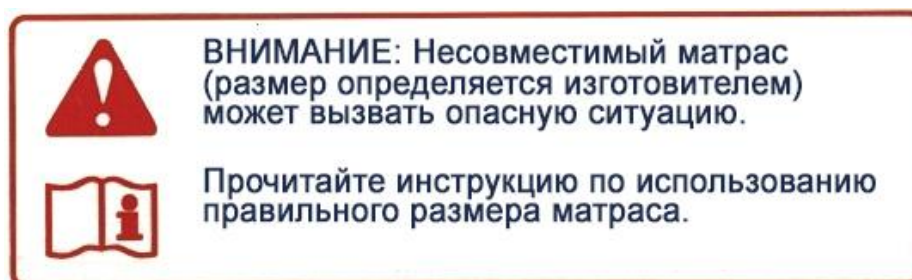 ВНИМАНИЕ: Несовместимый матрас
(размер определяется изготовителем)
может вызвать опасную ситуацию.
Прочитайте инструкцию по использованию
правильного размера матраса.